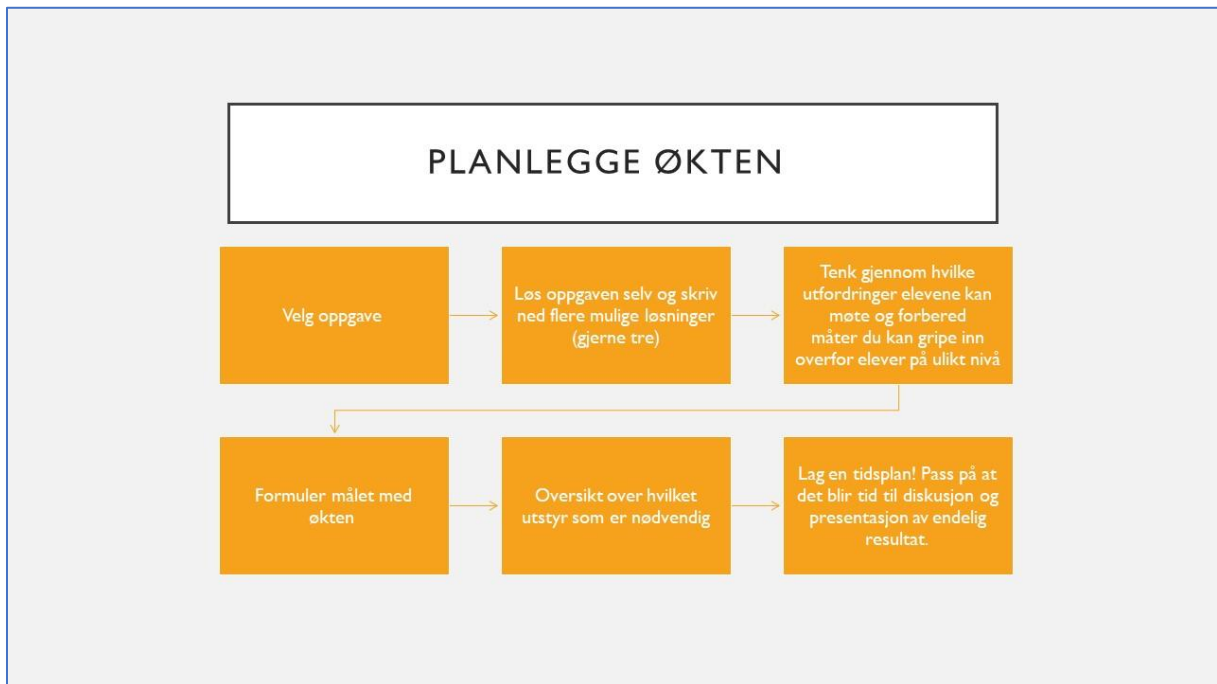 PLANLEGGE ØKTEN
Velg oppgave
Løs oppgaven selv og skriv
ned flere mulige løsninger
(gjerne tre)
Tenk gjennom hvilke
utfordringer elevene kan
møte og forbered
måter du kan gripe inn
overfor elever på ulikt nivå
Formuler målet med
økten
Oversikt over hvilket
utstyr som er nødvendig
Lag en tidsplan! Pass på at
det blir tid til diskusjon og
presentasjon av endelig
resultat.